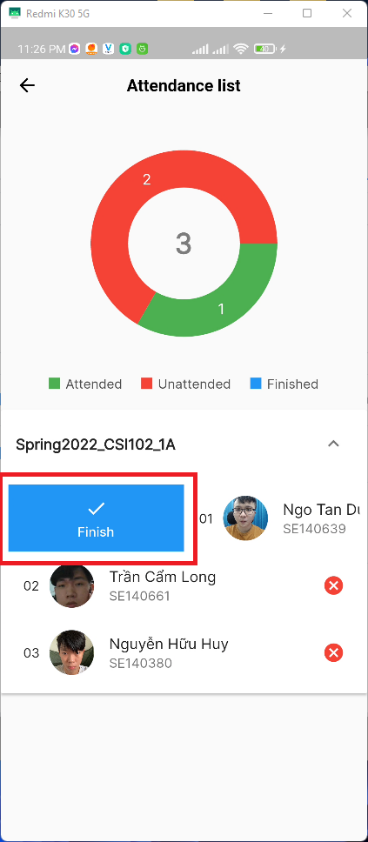 Redmi K30 5G
11:26 PM
Attendance list
2
3
1
Attended Unattended Finished
Spring2022_CSI102_1A
Finish
01 Ngo Tan Du
SE140639
02 Trần Cẩm Long
SE140661
03 Nguyễn Hữu Huy
SE140380